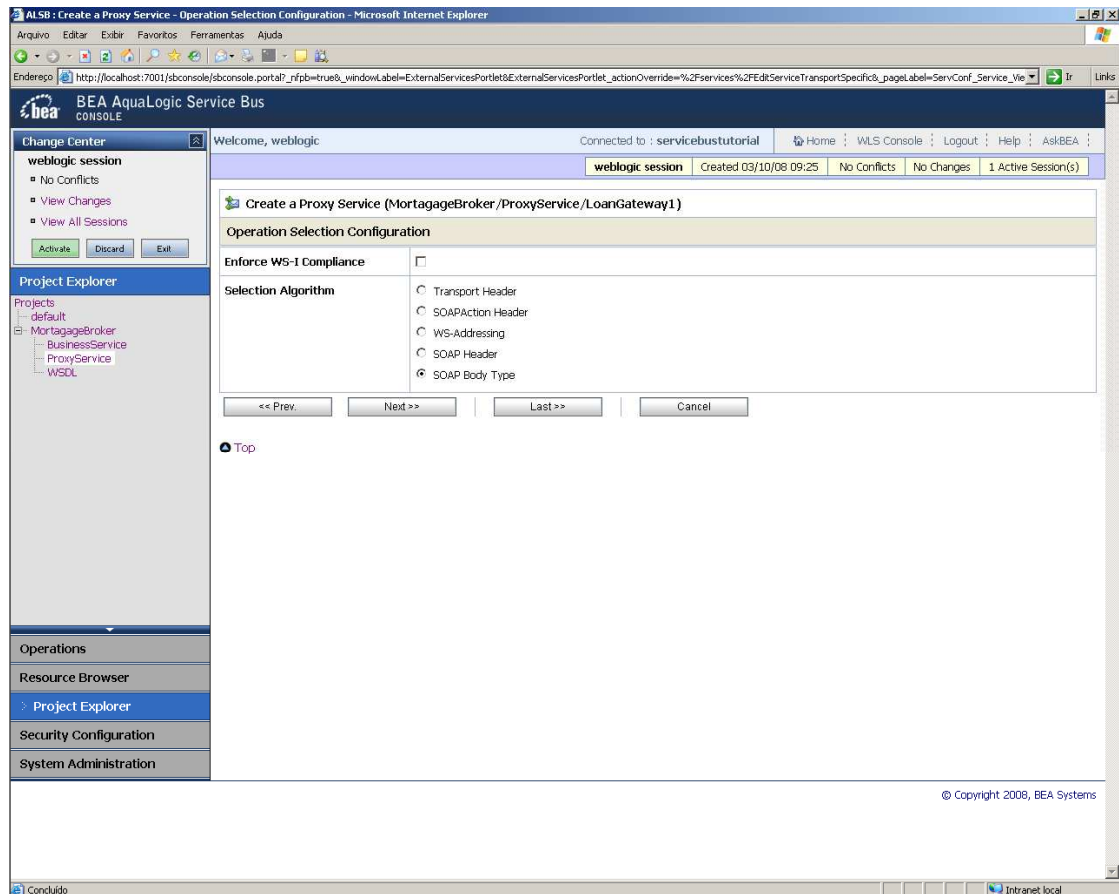 ALSB : Create a Proxy Service - Operation Selection Configuration - Microsoft Internet Explorer
Arquivo Editar Exibir Favoritos Ferramentas Ajuda
Endereço http://localhost:7001/sbconsole/sbconsole.portal?_nfpb=true&_windowLabel=ExternalServicesPortlet&ExternalServicesPortlet_actionOverride=%2Fservices%2FEditServiceTransportSpecific&_pageLabel=ServConf_Service_Vie Ir Links
bea BEA AquaLogic Service Bus
CONSOLE
Change Center
weblogic session
No Conflicts
View Changes
View All Sessions
Activate Discard Exit
Welcome, weblogic Connected to : servicebustutorial Home WLS Console Logout Help AskBEA
weblogic session Created 03/10/08 09:25 No Conflicts No Changes 1 Active Session(s)
Project Explorer
Projects
default
MortagageBroker
BusinessService
ProxyService
WSDL
Create a Proxy Service (MortagageBroker/ProxyService/LoanGateway1)
Operation Selection Configuration
Enforce WS-I Compliance
Selection Algorithm
Transport Header
SOAPAction Header
WS-Addressing
SOAP Header
SOAP Body Type
<< Prev. Next >> Last >> Cancel
Top
Operations
Resource Browser
Project Explorer
Security Configuration
System Administration
© Copyright 2008, BEA Systems
Concluído Intranet local